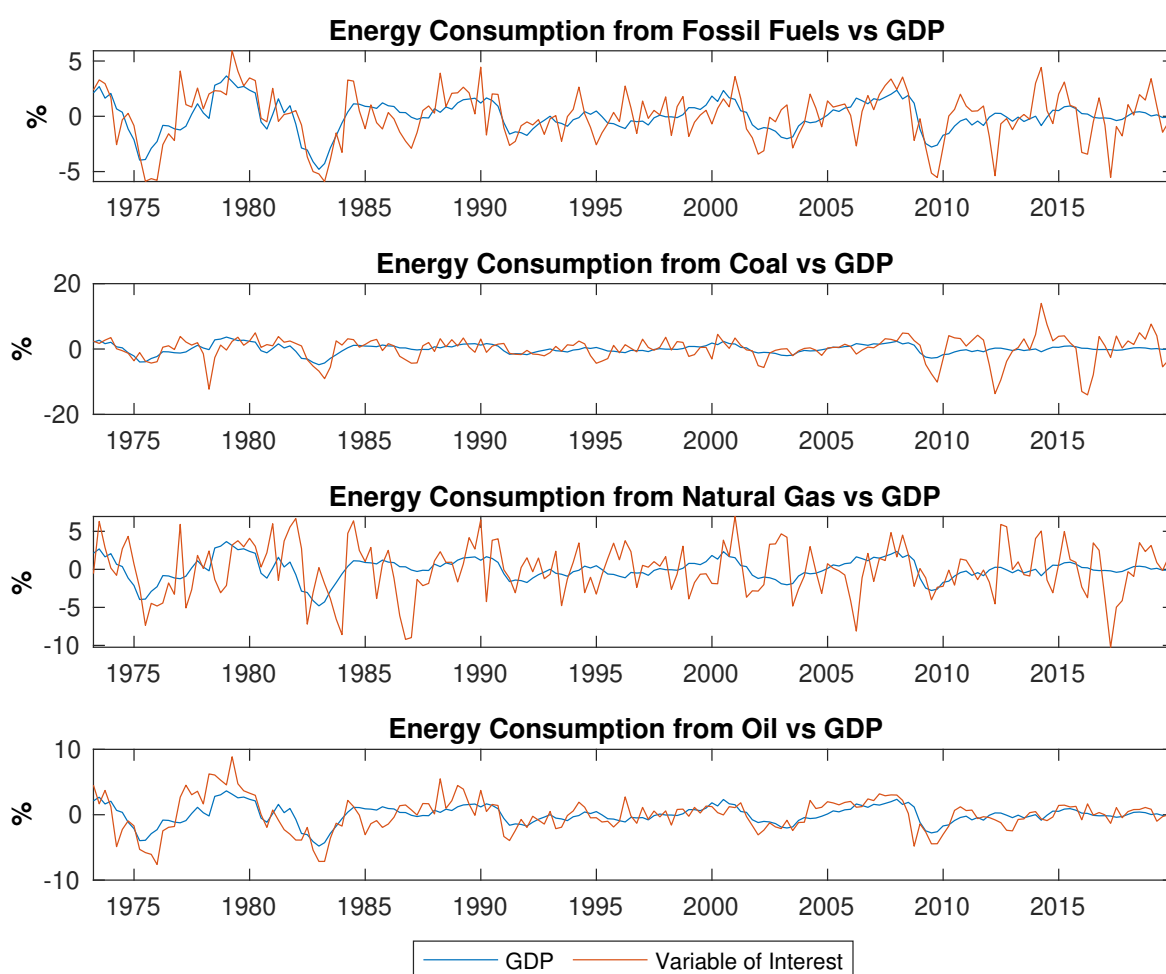 Energy Consumption from Fossil Fuels vs GDP
5
0
-5
%
1975 1980 1985 1990 1995 2000 2005 2010 2015
Energy Consumption from Coal vs GDP
20
0
-20
%
1975 1980 1985 1990 1995 2000 2005 2010 2015
Energy Consumption from Natural Gas vs GDP
5
0
-5
-10
%
1975 1980 1985 1990 1995 2000 2005 2010 2015
Energy Consumption from Oil vs GDP
10
0
-10
%
1975 1980 1985 1990 1995 2000 2005 2010 2015
GDP Variable of Interest